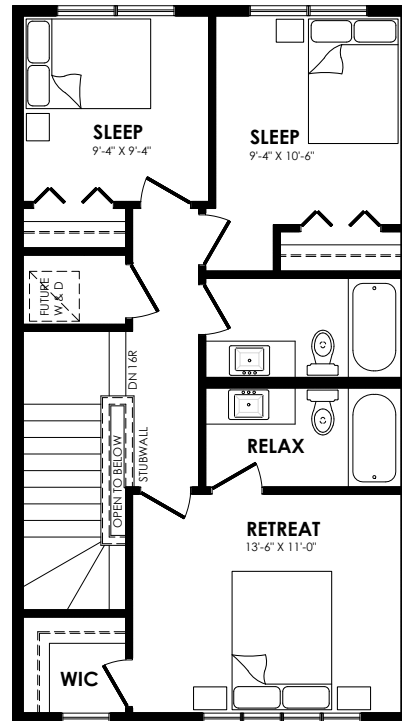 SLEEP
9'-4" X 9'-4"
SLEEP
9'-4" X 10'-6"
FUTURE
W & D
DN 16R
OPEN TO BELOW
STUBWALL
RELAX
RETREAT
13'-6" X 11'-0"
WIC